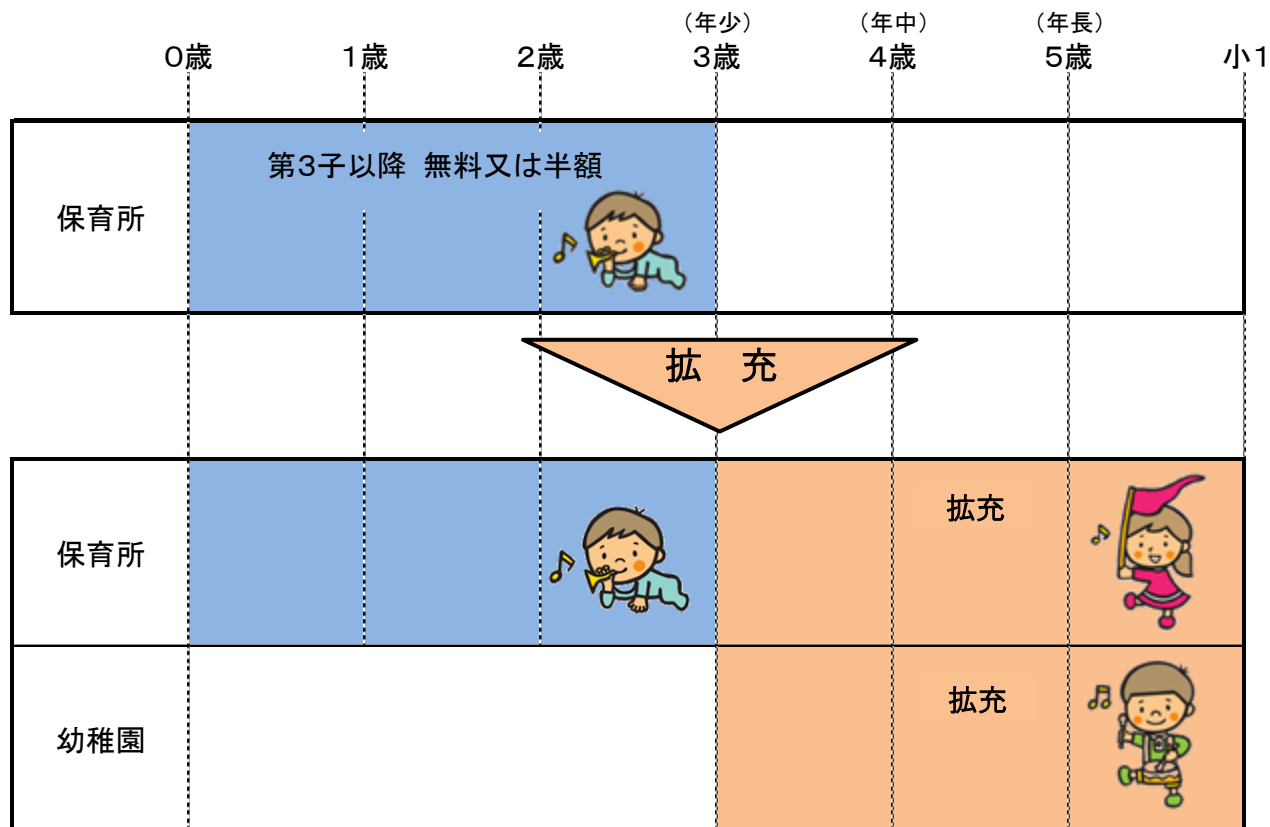 （年少）　（年中）　（年長）
０歳　１歳　２歳　３歳　４歳　５歳　小１
第３子以降　無料又は半額
保育所
拡　充
拡充
保育所
拡充
幼稚園